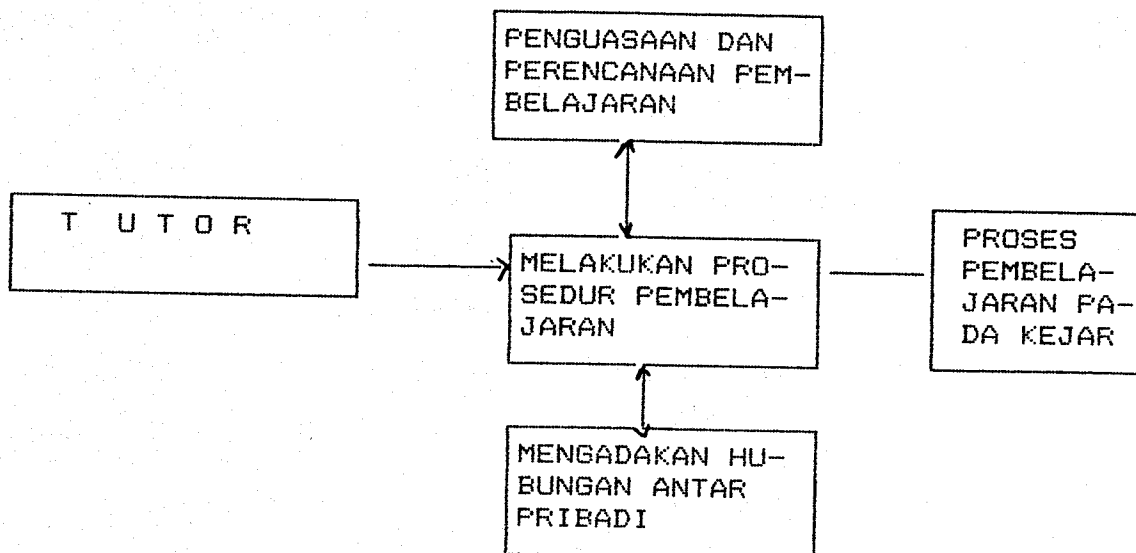 PENGUASAAN DAN
PERENCANAAN PEM-
BELAJARAN
T U T O R
MELAKUKAN PRO-
SEDUR PEMBELA-
JARAN
PROSES
PEMBELA-
JARAN PA-
DA KEJAR
MENGADAKAN HU-
BUNGAN ANTAR
PRIBADI